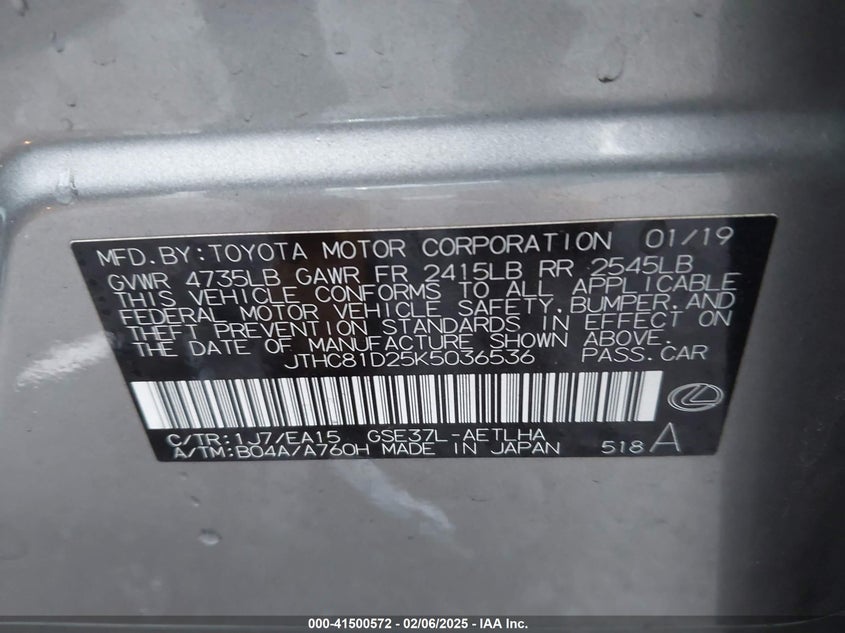 MFD. BY: TOYOTA MOTOR CORPORATION 01/19
GVWR 4735LB GAWR FR 2415LB RR 2545LB
THIS VEHICLE CONFORMS TO ALL APPLICABLE
FEDERAL MOTOR VEHICLE SAFETY, BUMPER, AND
THEFT PREVENTION STANDARDS IN EFFECT ON
THE DATE OF MANUFACTURE SHOWN ABOVE.
JTHC81D25K5036536 PASS. CAR
C/TR: 1J7/EA15 GSE37L-AETLHA
A/TM: B04A/A760H MADE IN JAPAN 518 A
000-41500572 - 02/06/2025 - IAA Inc.